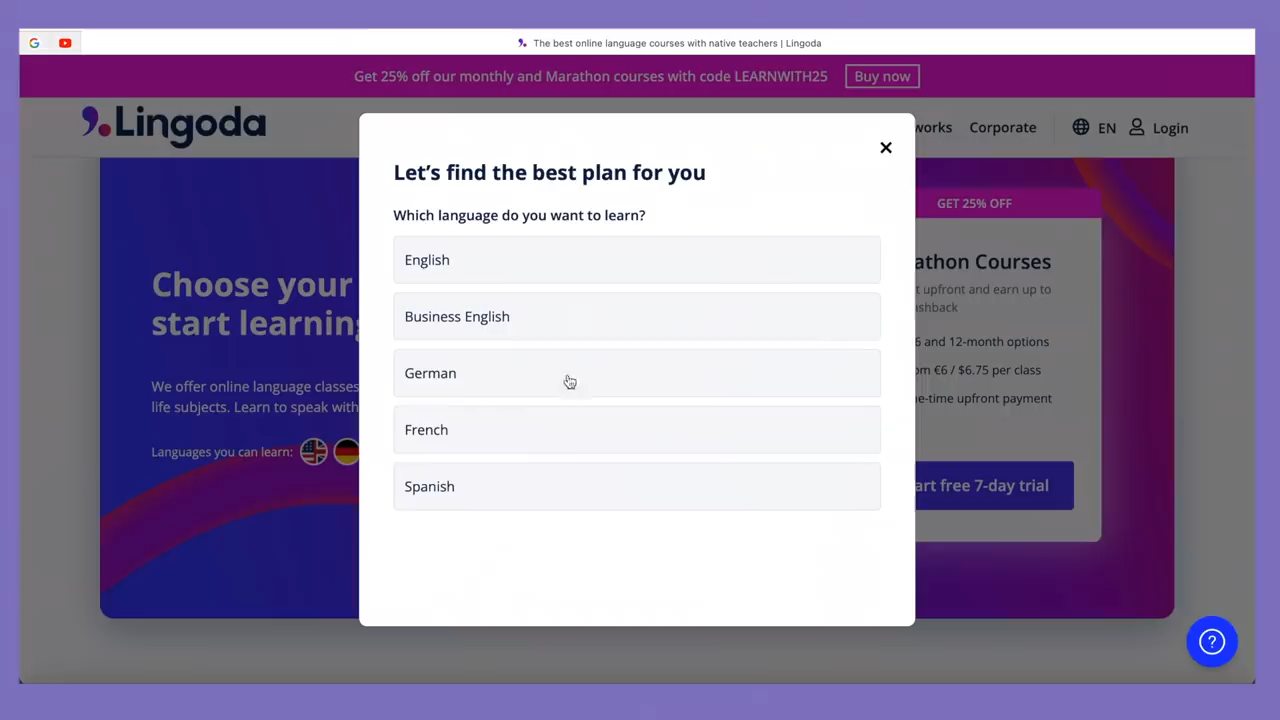 The best online language courses with native teachers | Lingoda
Get 25% off our monthly and Marathon courses with code LEARNWITH25 Buy now
Lingoda
works Corporate EN Login
Let's find the best plan for you
Which language do you want to learn?
English
Business English
German
French
Spanish
Choose your
start learning
We offer online language classes
life subjects. Learn to speak with
Languages you can learn:
GET 25% OFF
athon Courses
t upfront and earn up to
shback
6 and 12-month options
om €6 / $6.75 per class
e-time upfront payment
art free 7-day trial